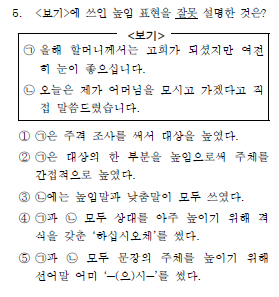 5. <보기>에 쓰인 높임 표현을 잘못 설명한 것은?
<보기>
㉠ 올해 할머니께서는 고희가 되셨지만 여전
히 눈이 좋으십니다.
㉡ 오늘은 제가 어머님을 모시고 가겠다고 직
접 말씀드렸습니다.
① ㉠은 주격 조사를 써서 대상을 높였다.
② ㉠은 대상의 한 부분을 높임으로써 주체를
간접적으로 높였다.
③ ㉡에는 높임말과 낮춤말이 모두 쓰였다.
④ ㉠과 ㉡ 모두 상대를 아주 높이기 위해 격
식을 갖춘 '하십시오체'를 썼다.
⑤ ㉠과 ㉡ 모두 문장의 주체를 높이기 위해
선어말 어미 '-(으)시-'를 썼다.